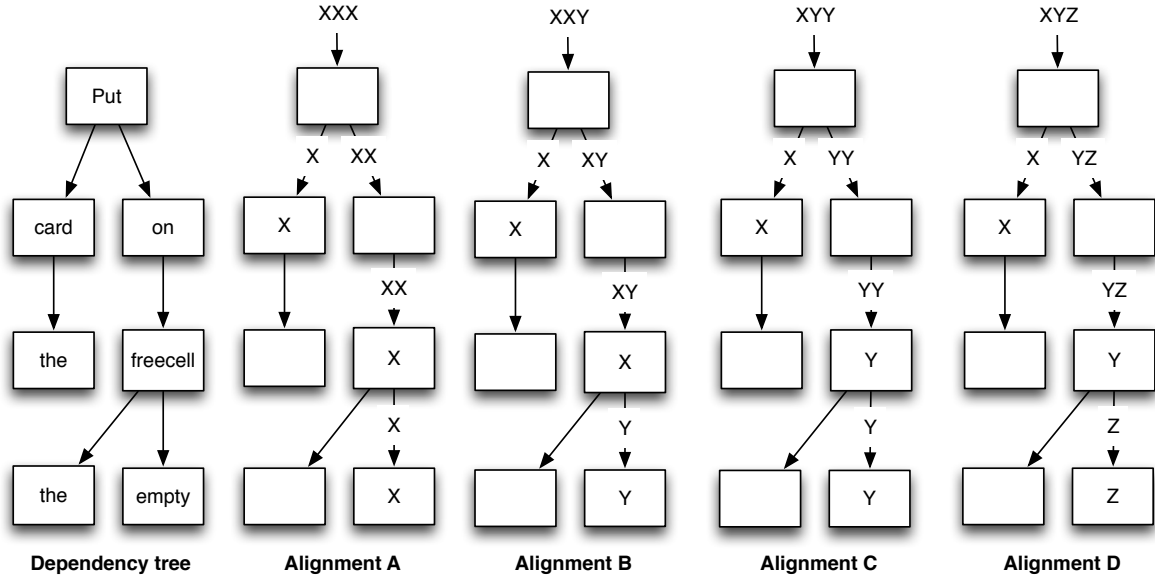 XXX XXY XYY XYZ
Put
X XX X XY X YY X YZ
card on X X X X
XX XY YY YZ
the freecell X X Y Y
X Y Y Z
the empty X Y Y Z
Dependency tree Alignment A Alignment B Alignment C Alignment D